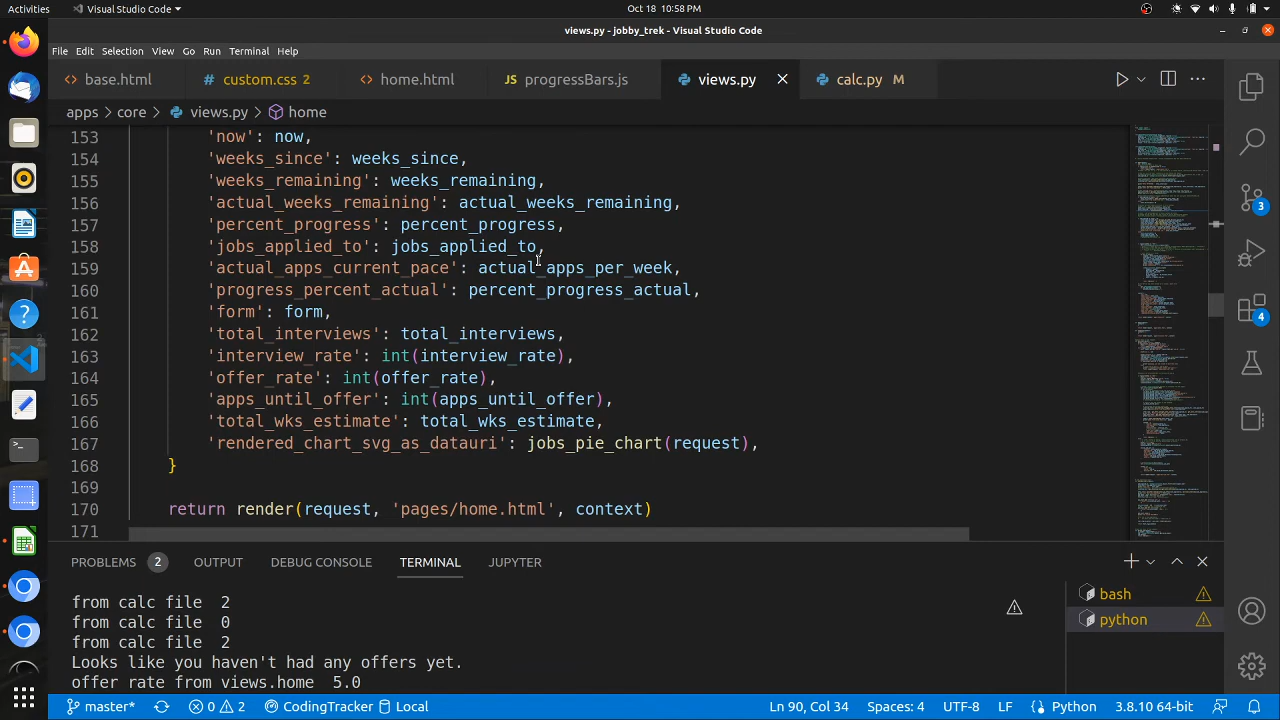 Activities
Visual Studio Code
Oct 18 10:58 PM
views.py - jobby_trek - Visual Studio Code
File Edit Selection View Go Run Terminal Help
base.html
custom.css 2
home.html
JS progressBars.js
views.py
calc.py M
apps > core > views.py > home
153 'now': now,
154 'weeks_since': weeks_since,
155 'weeks_remaining': weeks_remaining,
156 'actual_weeks_remaining': actual_weeks_remaining,
157 'percent_progress': percent_progress,
158 'jobs_applied_to': jobs_applied_to,
159 'actual_apps_current_pace': actual_apps_per_week,
160 'progress_percent_actual': percent_progress_actual,
161 'form': form,
162 'total_interviews': total_interviews,
163 'interview_rate': int(interview_rate),
164 'offer_rate': int(offer_rate),
165 'apps_until_offer': int(apps_until_offer),
166 'total_wks_estimate': total_wks_estimate,
167 'rendered_chart_svg_as_datauri': jobs_pie_chart(request),
168 }
169
170 return render(request, 'pages/home.html', context)
171
3
4
PROBLEMS 2 OUTPUT DEBUG CONSOLE TERMINAL JUPYTER
from calc file 2
from calc file 0
from calc file 2
Looks like you haven't had any offers yet.
offer rate from views.home 5.0
bash
python
master* 0 2 CodingTracker Local Ln 90, Col 34 Spaces: 4 UTF-8 LF Python 3.8.10 64-bit